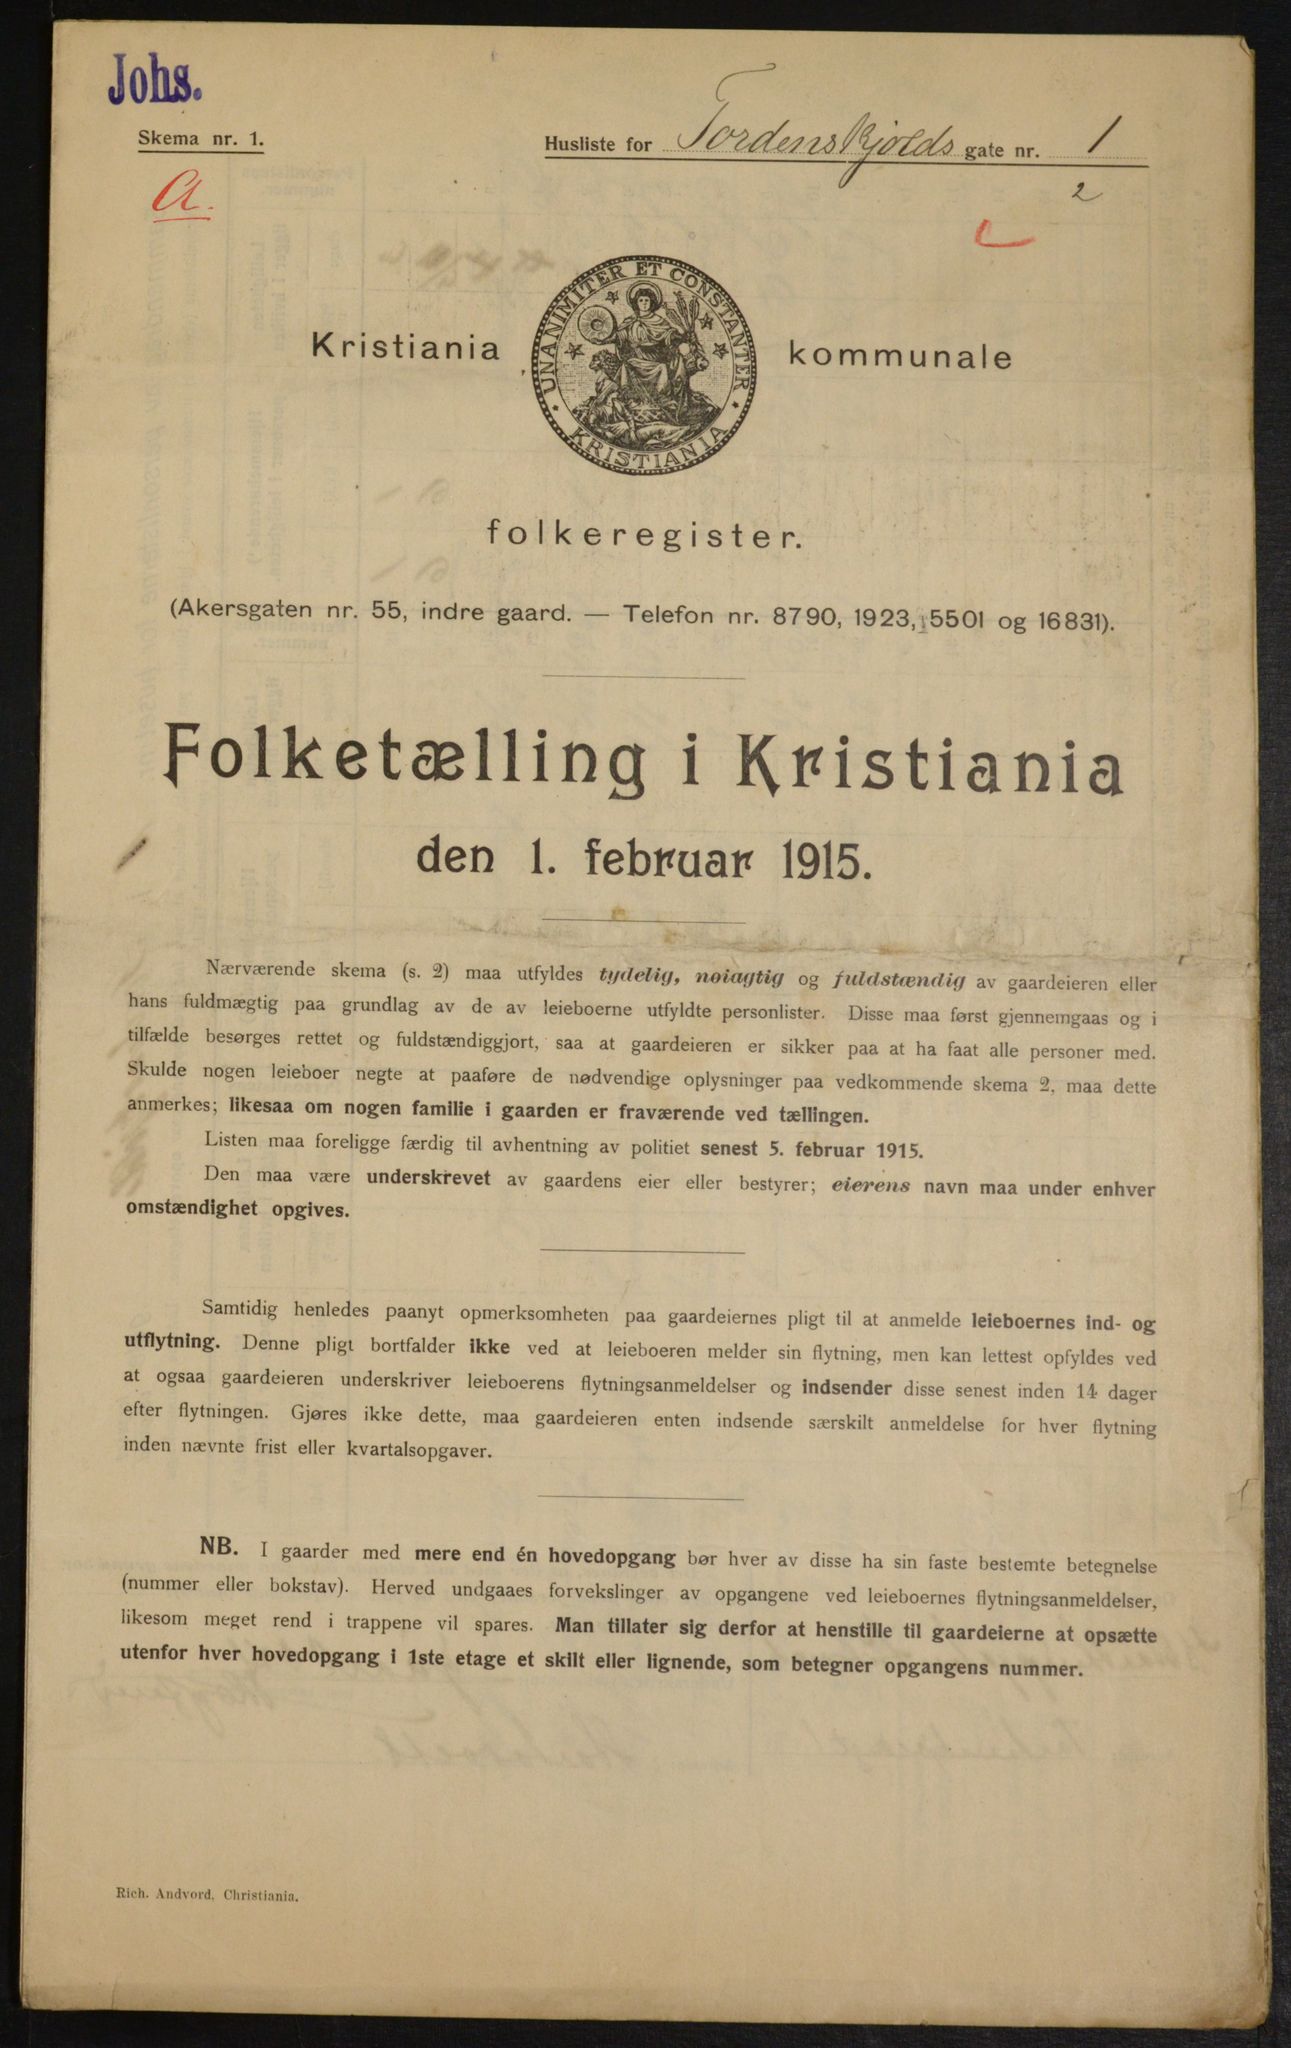 Johs.
Skema nr. 1.
Husliste for Tordenskjolds gate nr. 1
2
A.
Kristiania kommunale
UNANIMITER ET CONSTANTER
KRISTIANIA
folkeregister.
(Akersgaten nr. 55, indre gaard. — Telefon nr. 8790, 1923, 5501 og 16831).
Folketælling i Kristiania
den 1. februar 1915.
Nærværende skema (s. 2) maa utfyldes tydelig, nøiagtig og fuldstændig av gaardeieren eller
hans fuldmægtig paa grundlag av de av leieboerne utfyldte personlister. Disse maa først gjennemgaas og i
tilfælde besørges rettet og fuldstændiggjort, saa at gaardeieren er sikker paa at ha faat alle personer med.
Skulde nogen leieboer negte at paaføre de nødvendige oplysninger paa vedkommende skema 2, maa dette
anmerkes; likesaa om nogen familie i gaarden er fraværende ved tællingen.
Listen maa foreligge færdig til avhentning av politiet senest 5. februar 1915.
Den maa være underskrevet av gaardens eier eller bestyrer; eierens navn maa under enhver
omstændighet opgives.
Samtidig henledes paanyt opmerksomheten paa gaardeiernes pligt til at anmelde leieboernes ind- og
utflytning. Denne pligt bortfalder ikke ved at leieboeren melder sin flytning, men kan lettest opfyldes ved
at ogsaa gaardeieren underskriver leieboerens flytningsanmeldelser og indsender disse senest inden 14 dager
efter flytningen. Gjøres ikke dette, maa gaardeieren enten indsende særskilt anmeldelse for hver flytning
inden nævnte frist eller kvartalsopgaver.
NB. I gaarder med mere end én hovedopgang bør hver av disse ha sin faste bestemte betegnelse
(nummer eller bokstav). Herved undgaaes forvekslinger av opgangene ved leieboernes flytningsanmeldelser,
likesom meget rend i trappene vil spares. Man tillater sig derfor at henstille til gaardeierne at opsætte
utenfor hver hovedopgang i 1ste etage et skilt eller lignende, som betegner opgangens nummer.
Rich. Andvord, Christiania.